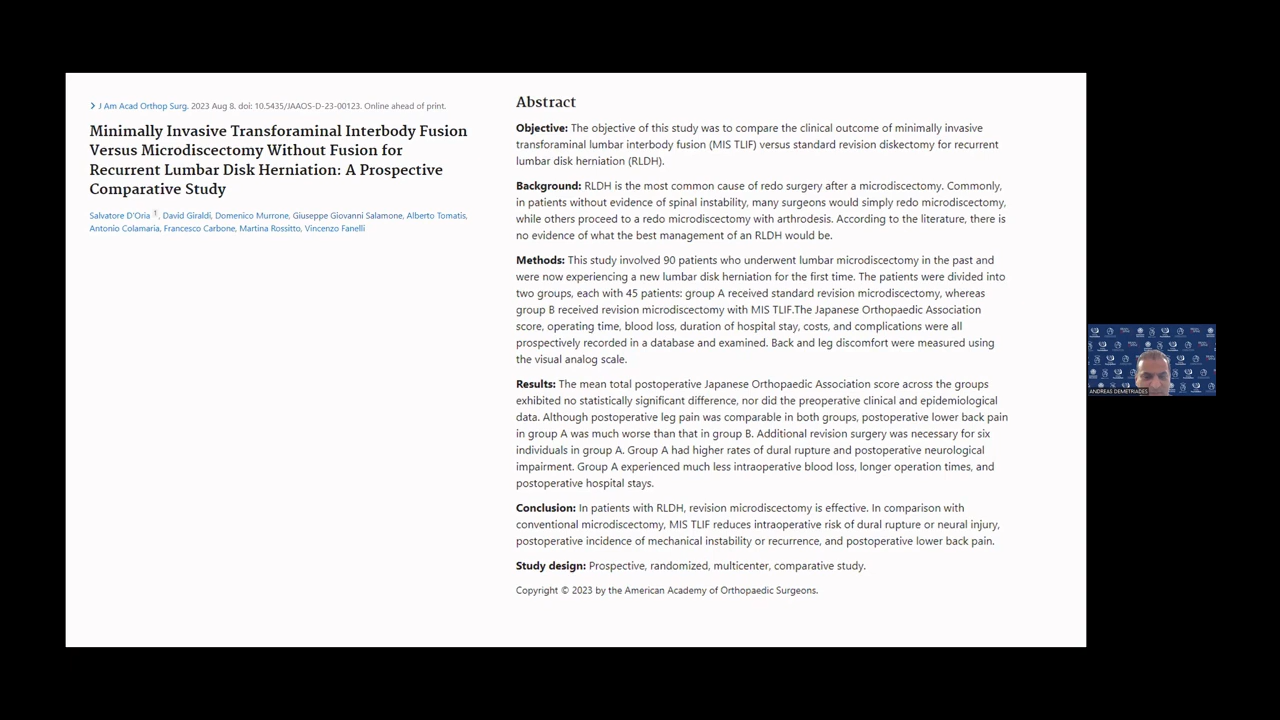 J Am Acad Orthop Surg. 2023 Aug 8. doi: 10.5435/JAAOS-D-23-00123. Online ahead of print.
Minimally Invasive Transforaminal Interbody Fusion
Versus Microdiscectomy Without Fusion for
Recurrent Lumbar Disk Herniation: A Prospective
Comparative Study
Salvatore D'Oria 1, David Giraldi, Domenico Murrone, Giuseppe Giovanni Salamone, Alberto Tomatis,
Antonio Colamaria, Francesco Carbone, Martina Rossitto, Vincenzo Fanelli
Abstract
Objective: The objective of this study was to compare the clinical outcome of minimally invasive
transforaminal lumbar interbody fusion (MIS TLIF) versus standard revision diskectomy for recurrent
lumbar disk herniation (RLDH).
Background: RLDH is the most common cause of redo surgery after a microdiscectomy. Commonly,
in patients without evidence of spinal instability, many surgeons would simply redo microdiscectomy,
while others proceed to a redo microdiscectomy with arthrodesis. According to the literature, there is
no evidence of what the best management of an RLDH would be.
Methods: This study involved 90 patients who underwent lumbar microdiscectomy in the past and
were now experiencing a new lumbar disk herniation for the first time. The patients were divided into
two groups, each with 45 patients: group A received standard revision microdiscectomy, whereas
group B received revision microdiscectomy with MIS TLIF.The Japanese Orthopaedic Association
score, operating time, blood loss, duration of hospital stay, costs, and complications were all
prospectively recorded in a database and examined. Back and leg discomfort were measured using
the visual analog scale.
Results: The mean total postoperative Japanese Orthopaedic Association score across the groups
exhibited no statistically significant difference, nor did the preoperative clinical and epidemiological
data. Although postoperative leg pain was comparable in both groups, postoperative lower back pain
in group A was much worse than that in group B. Additional revision surgery was necessary for six
individuals in group A. Group A had higher rates of dural rupture and postoperative neurological
impairment. Group A experienced much less intraoperative blood loss, longer operation times, and
postoperative hospital stays.
Conclusion: In patients with RLDH, revision microdiscectomy is effective. In comparison with
conventional microdiscectomy, MIS TLIF reduces intraoperative risk of dural rupture or neural injury,
postoperative incidence of mechanical instability or recurrence, and postoperative lower back pain.
Study design: Prospective, randomized, multicenter, comparative study.
Copyright © 2023 by the American Academy of Orthopaedic Surgeons.
ANDREAS DEMETRIADES